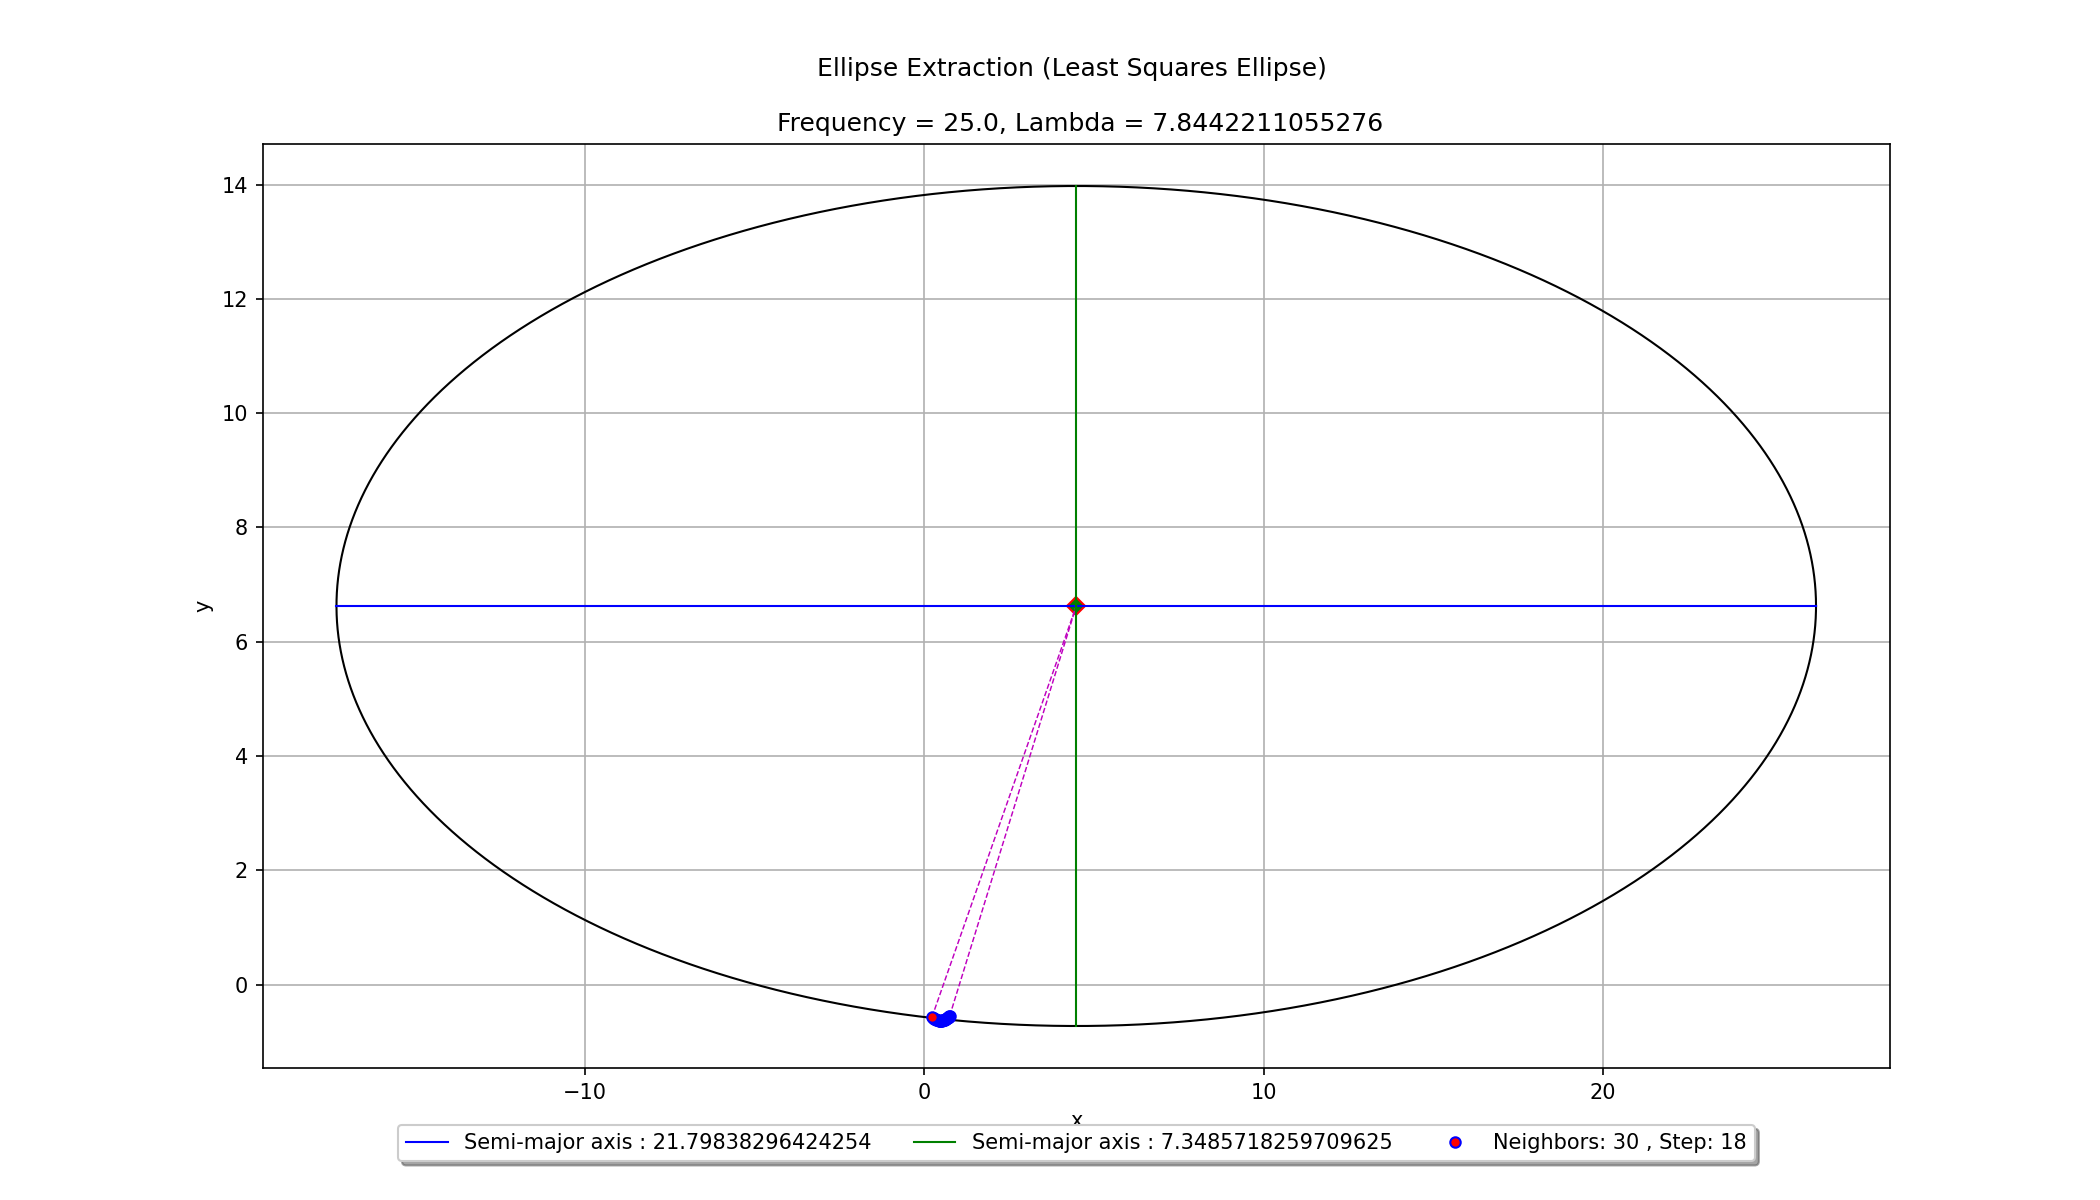 Ellipse Extraction (Least Squares Ellipse)
Frequency = 25.0, Lambda = 7.8442211055276
14
12
10
8
6
4
2
0
y
−10 0 10 20
x
Semi-major axis : 21.79838296424254 Semi-major axis : 7.3485718259709625 Neighbors: 30 , Step: 18